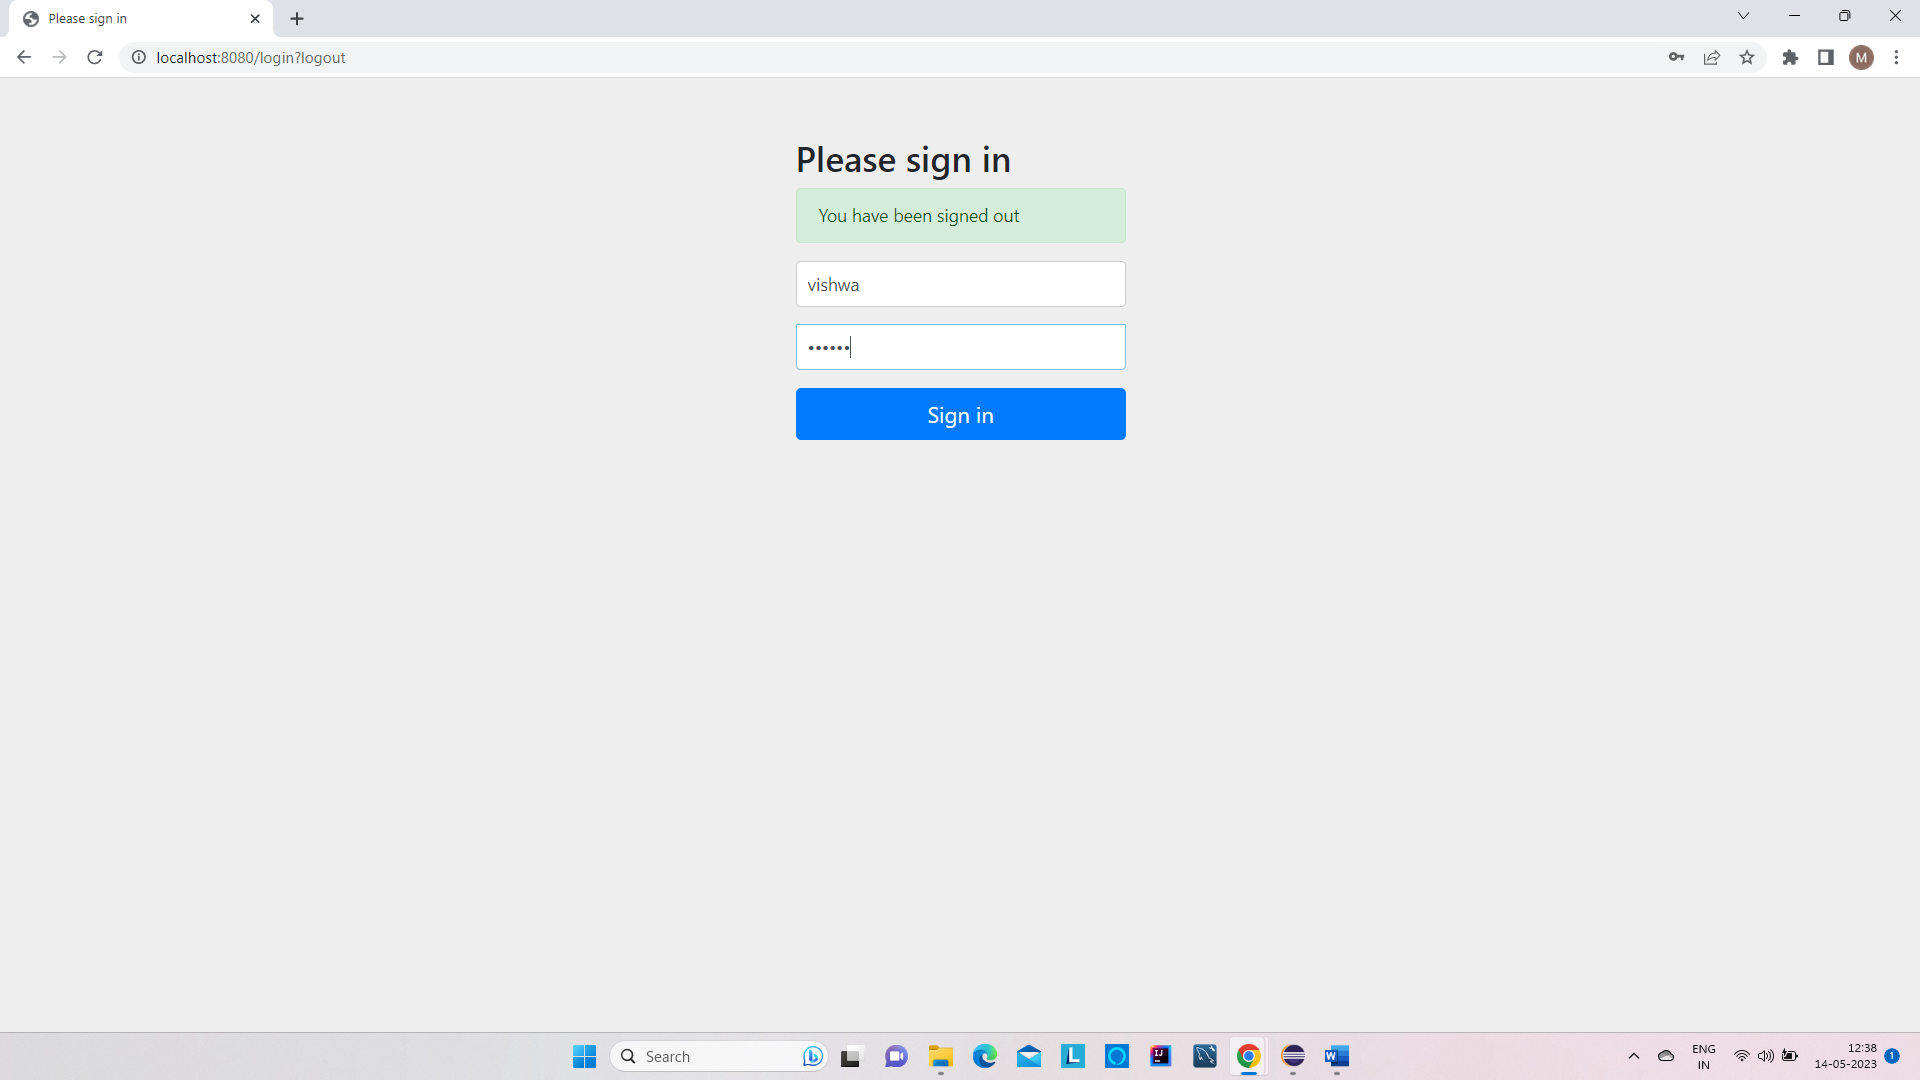 Please sign in
localhost:8080/login?logout
M
Please sign in
You have been signed out
vishwa
••••••
Sign in
Search
L
IJ
W
ENG
IN
12:38
14-05-2023
1